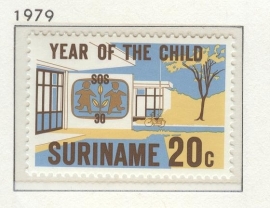 1979
YEAR OF THE CHILD
SOS
30
SURINAME 20c